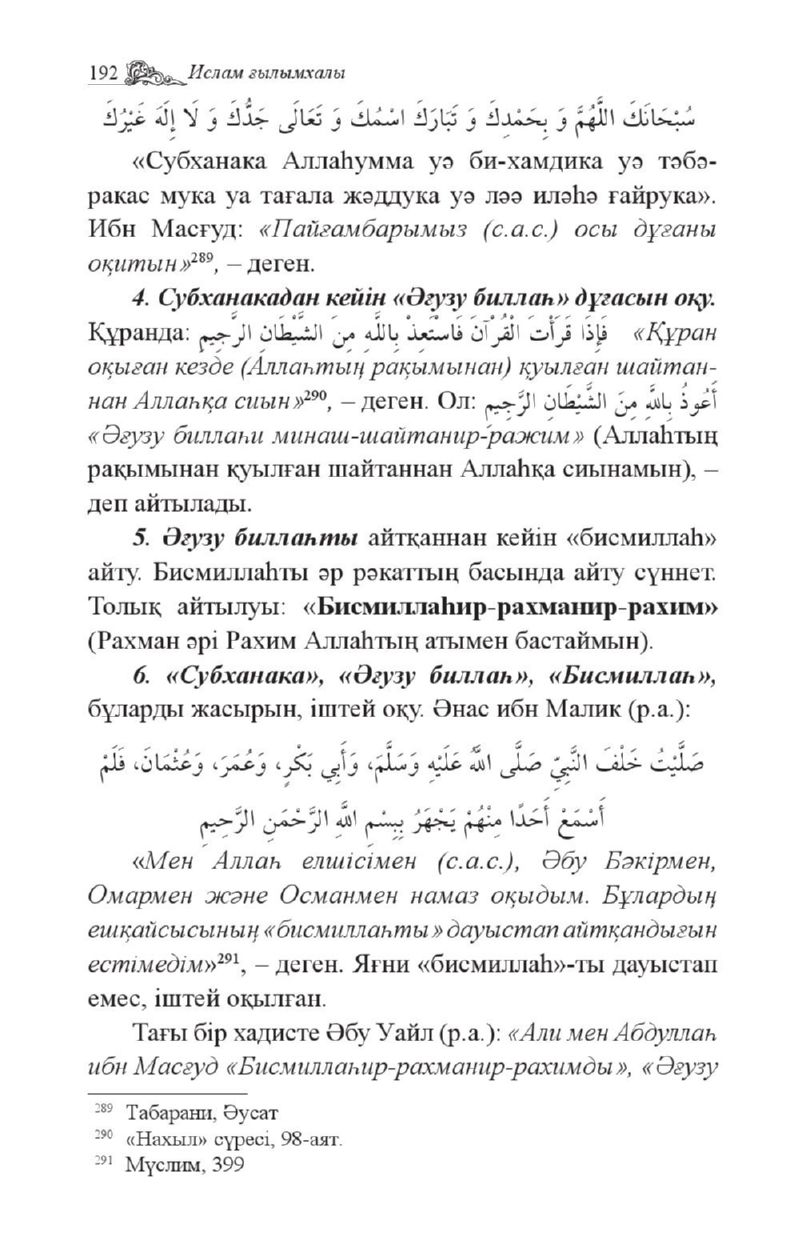 192 Ислам ғылымхалы
سُبْحَانَكَ اللَّهُمَّ وَ بِحَمْدِكَ وَ تَبَارَكَ اسْمُكَ وَ تَعَالَى جَدُّكَ وَ لَا إِلَهَ غَيْرُكَ
«Субханака Аллаһумма уә би-хамдика уә тәбә-
ракас мука уа тағала жәддука уә ләә иләһә ғайрука».
Ибн Масғуд: «Пайғамбарымыз (с.а.с.) осы дұғаны
оқитын»²⁸⁹, – деген.
4. Субханакадан кейін «Әғузу биллаһ» дұғасын оқу.
Құранда: فَإِذَا قَرَأْتَ الْقُرْآنَ فَاسْتَعِذْ بِاللَّهِ مِنَ الشَّيْطَانِ الرَّجِيمِ «Құран
оқыған кезде (Аллаһтың рақымынан) қуылған шайтан-
нан Аллаһқа сиын»²⁹⁰, – деген. Ол: أَعُوذُ بِاللهِ مِنَ الشَّيْطَانِ الرَّجِيمِ
«Әғузу биллаһи минаш-шайтанир-ражим» (Аллаһтың
рақымынан қуылған шайтаннан Аллаһқа сиынамын), –
деп айтылады.
5. Әғузу биллаһты айтқаннан кейін «бисмиллаһ»
айту. Бисмиллаһты әр рәкаттың басында айту сүннет.
Толық айтылуы: «Бисмиллаһир-рахманир-рахим»
(Рахман әрі Рахим Аллаһтың атымен бастаймын).
6. «Субханака», «Әғузу биллаһ», «Бисмиллаһ»,
бұларды жасырын, іштей оқу. Әнас ибн Малик (р.а.):
صَلَّيْتُ خَلْفَ النَّبِيِّ صَلَّى اللهُ عَلَيْهِ وَسَلَّمَ، وَأَبِي بَكْرٍ، وَعُمَرَ، وَعُثْمَانَ، فَلَمْ
أَسْمَعْ أَحَدًا مِنْهُمْ يَجْهَرُ بِبِسْمِ اللهِ الرَّحْمَنِ الرَّحِيمِ
«Мен Аллаһ елшісімен (с.а.с.), Әбу Бәкірмен,
Омармен және Османмен намаз оқыдым. Бұлардың
ешқайсысының «бисмиллаһты» дауыстап айтқандығын
естімедім»²⁹¹, – деген. Яғни «бисмиллаһ»-ты дауыстап
емес, іштей оқылған.
Тағы бір хадисте Әбу Уайл (р.а.): «Али мен Абдуллаһ
ибн Масғуд «Бисмиллаһир-рахманир-рахимды», «Әғузу
²⁸⁹ Табарани, Әусат
²⁹⁰ «Нахыл» сүресі, 98-аят.
²⁹¹ Мүслим, 399